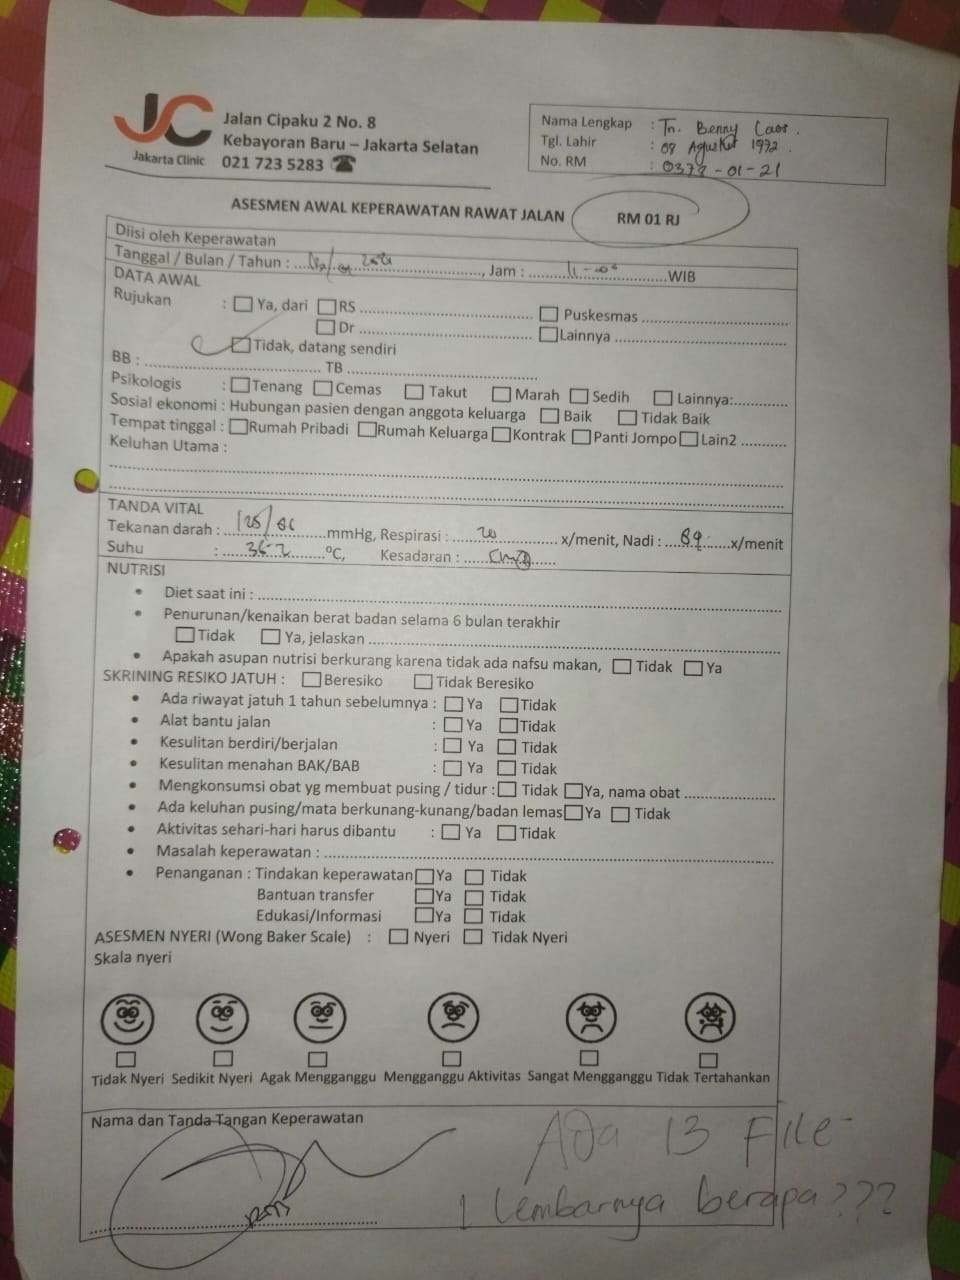 JC
Jakarta Clinic
Jalan Cipaku 2 No. 8
Kebayoran Baru – Jakarta Selatan
021 723 5283 ☎
Nama Lengkap : Tn. Benny Laos.
Tgl. Lahir : 08 Agustus 1972.
No. RM : 0378-01-21
ASESMEN AWAL KEPERAWATAN RAWAT JALAN
RM 01 RJ
Diisi oleh Keperawatan
Tanggal / Bulan / Tahun : , Jam : WIB
DATA AWAL
Rujukan : ☐ Ya, dari ☐ RS ☐ Puskesmas
☐ Dr ☐ Lainnya
☑ Tidak, datang sendiri
BB : TB
Psikologis : ☐ Tenang ☐ Cemas ☐ Takut ☐ Marah ☐ Sedih ☐ Lainnya:
Sosial ekonomi : Hubungan pasien dengan anggota keluarga ☐ Baik ☐ Tidak Baik
Tempat tinggal : ☐ Rumah Pribadi ☐ Rumah Keluarga ☐ Kontrak ☐ Panti Jompo ☐ Lain2
Keluhan Utama :
TANDA VITAL
Tekanan darah : 125/86 mmHg, Respirasi : 20 x/menit, Nadi : 89 x/menit
Suhu : 36.2 ºC, Kesadaran :
NUTRISI
• Diet saat ini :
• Penurunan/kenaikan berat badan selama 6 bulan terakhir
☐ Tidak ☐ Ya, jelaskan
• Apakah asupan nutrisi berkurang karena tidak ada nafsu makan, ☐ Tidak ☐ Ya
SKRINING RESIKO JATUH : ☐ Beresiko ☐ Tidak Beresiko
• Ada riwayat jatuh 1 tahun sebelumnya : ☐ Ya ☐ Tidak
• Alat bantu jalan : ☐ Ya ☐ Tidak
• Kesulitan berdiri/berjalan : ☐ Ya ☐ Tidak
• Kesulitan menahan BAK/BAB : ☐ Ya ☐ Tidak
• Mengkonsumsi obat yg membuat pusing / tidur : ☐ Tidak ☐ Ya, nama obat
• Ada keluhan pusing/mata berkunang-kunang/badan lemas ☐ Ya ☐ Tidak
• Aktivitas sehari-hari harus dibantu : ☐ Ya ☐ Tidak
• Masalah keperawatan :
• Penanganan : Tindakan keperawatan ☐ Ya ☐ Tidak
Bantuan transfer ☐ Ya ☐ Tidak
Edukasi/Informasi ☐ Ya ☐ Tidak
ASESMEN NYERI (Wong Baker Scale) : ☐ Nyeri ☐ Tidak Nyeri
Skala nyeri
Tidak Nyeri Sedikit Nyeri Agak Mengganggu Mengganggu Aktivitas Sangat Mengganggu Tidak Tertahankan
Nama dan Tanda Tangan Keperawatan
Ada 13 File
1 lembarnya berapa???